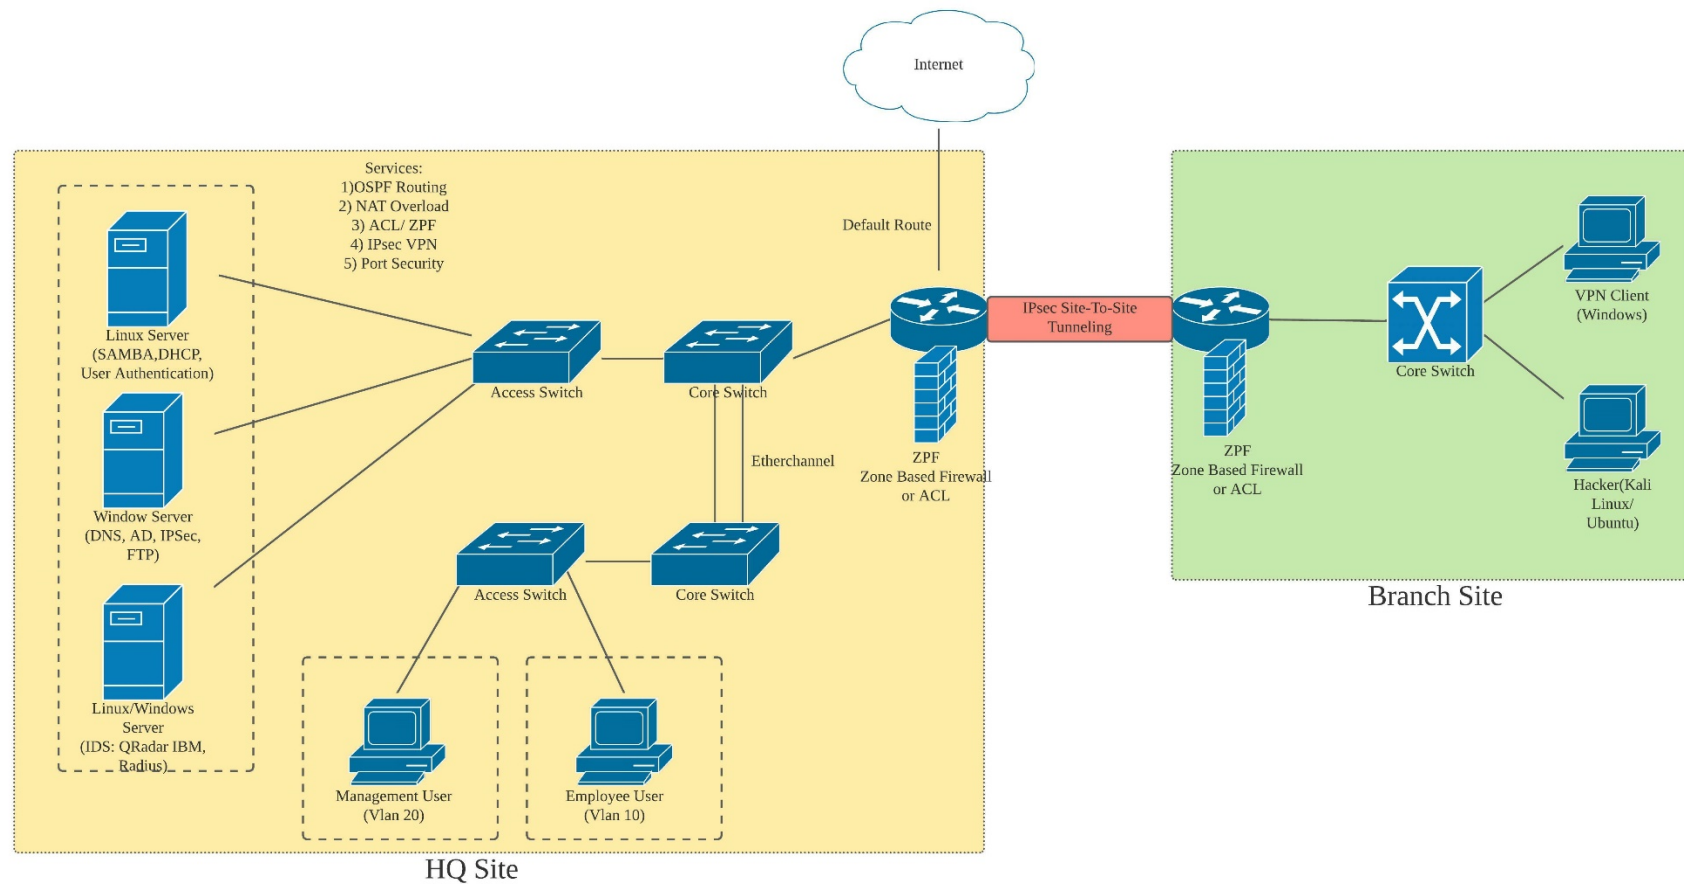 Internet
Services:
1)OSPF Routing
2) NAT Overload
3) ACL/ ZPF
4) IPsec VPN
5) Port Security
Default Route
Linux Server
(SAMBA,DHCP,
User Authentication)
Access Switch
Core Switch
IPsec Site-To-Site
Tunneling
VPN Client
(Windows)
Core Switch
Etherchannel
ZPF
Zone Based Firewall
or ACL
ZPF
Zone Based Firewall
or ACL
Hacker(Kali
Linux/
Ubuntu)
Window Server
(DNS, AD, IPSec,
FTP)
Access Switch
Core Switch
Branch Site
Linux/Windows
Server
(IDS: QRadar IBM,
Radius)
Management User
(Vlan 20)
Employee User
(Vlan 10)
HQ Site